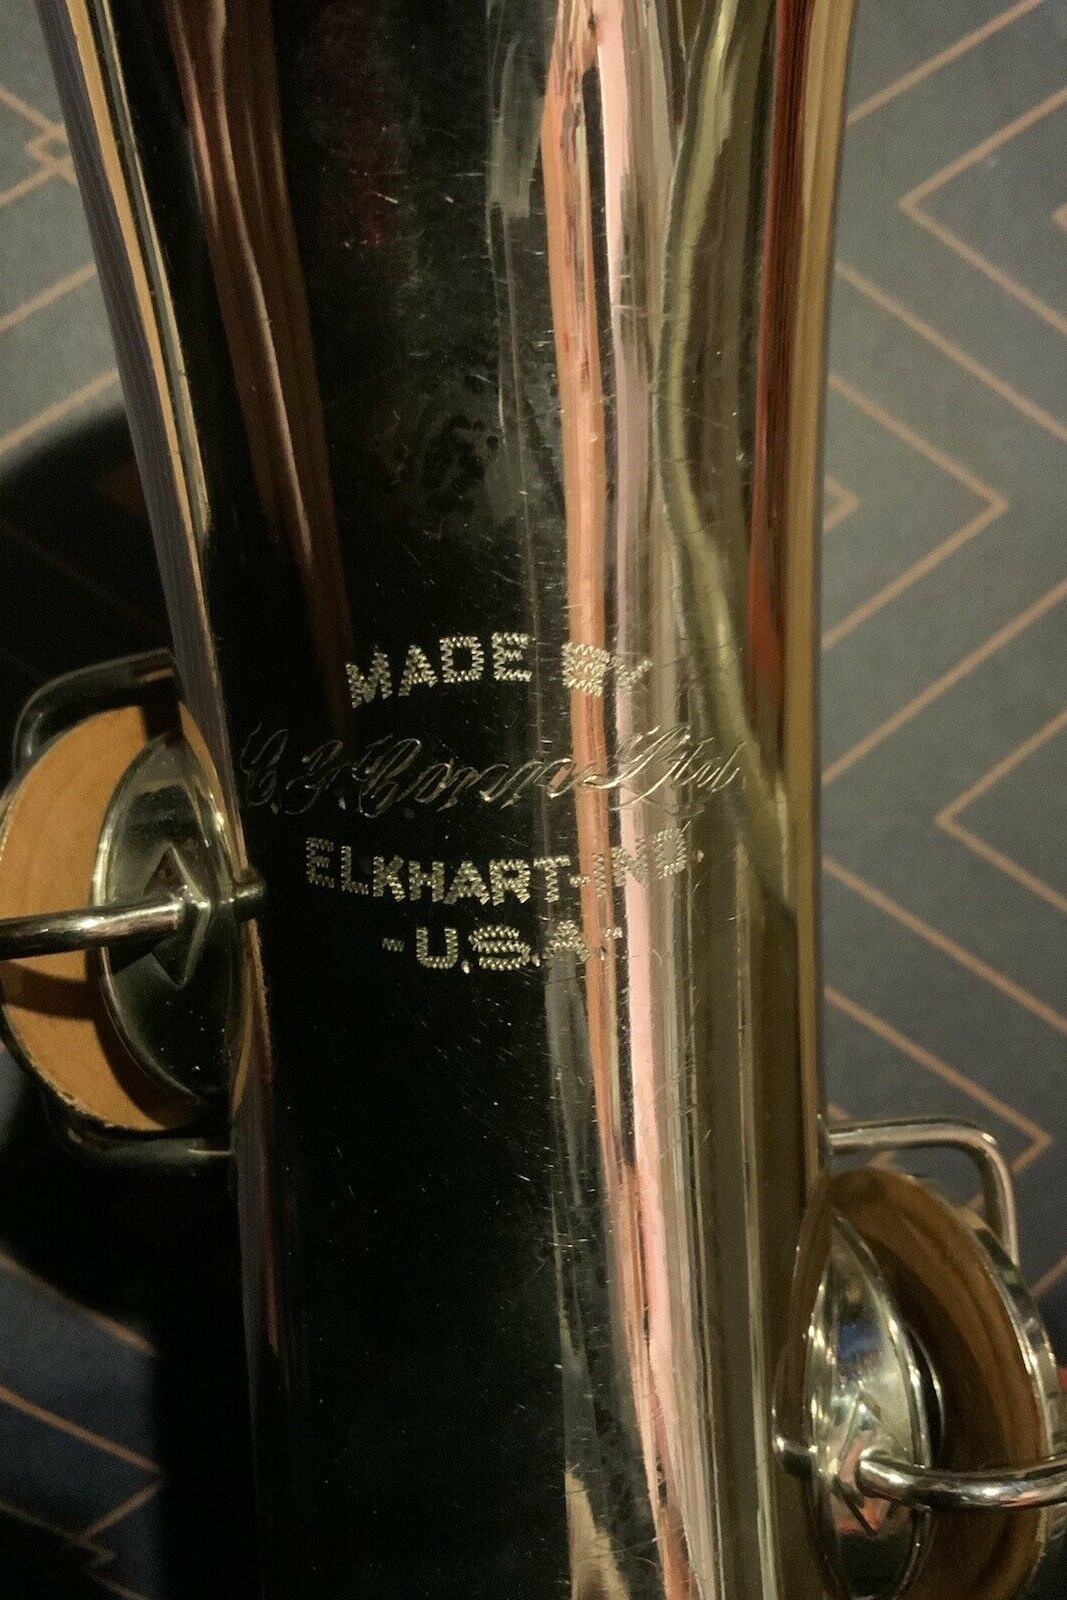 MADE BY
C.G. Conn Ltd.
ELKHART-IND.
-U.S.A.-